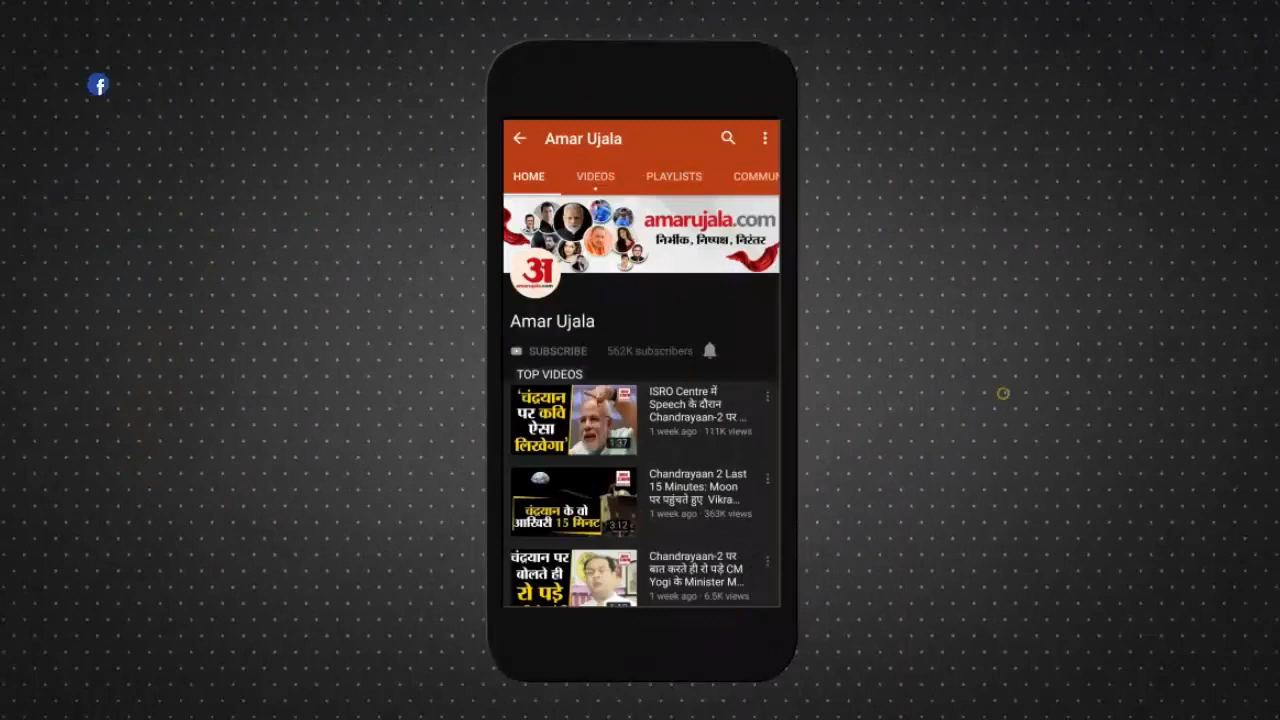 Amar Ujala
HOME VIDEOS PLAYLISTS COMMUN
amarujala.com
निर्भीक, निष्पक्ष, निरंतर
अ
amarujala.com
Amar Ujala
SUBSCRIBE 562K subscribers
TOP VIDEOS
'चंद्रयान
पर कवि
ऐसा
लिखेगा'
1:37
ISRO Centre में
Speech के दौरान
Chandrayaan-2 पर ...
1 week ago · 111K views
चंद्रयान के वो
आखिरी 15 मिनट
3:12
Chandrayaan 2 Last
15 Minutes: Moon
पर पहुंचते हुए Vikra...
1 week ago · 363K views
चंद्रयान पर
बोलते ही
रो पड़े
Chandrayaan-2 पर
बात करते ही रो पड़े CM
Yogi के Minister M...
1 week ago · 6.5K views